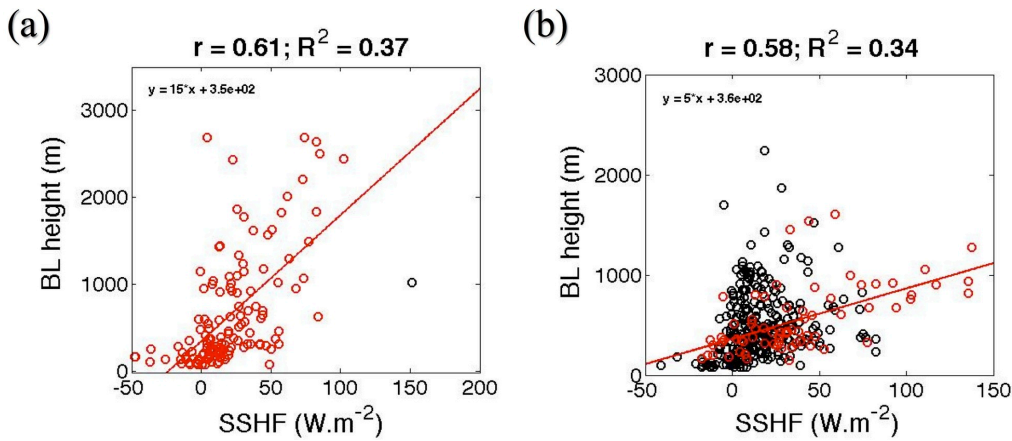 (a)
r = 0.61; R² = 0.37
y = 15*x + 3.5e+02
BL height (m)
3000
2000
1000
0
-50 0 50 100 150 200
SSHF (W.m⁻²)
(b)
r = 0.58; R² = 0.34
y = 5*x + 3.6e+02
BL height (m)
3000
2000
1000
0
-50 0 50 100 150
SSHF (W.m⁻²)